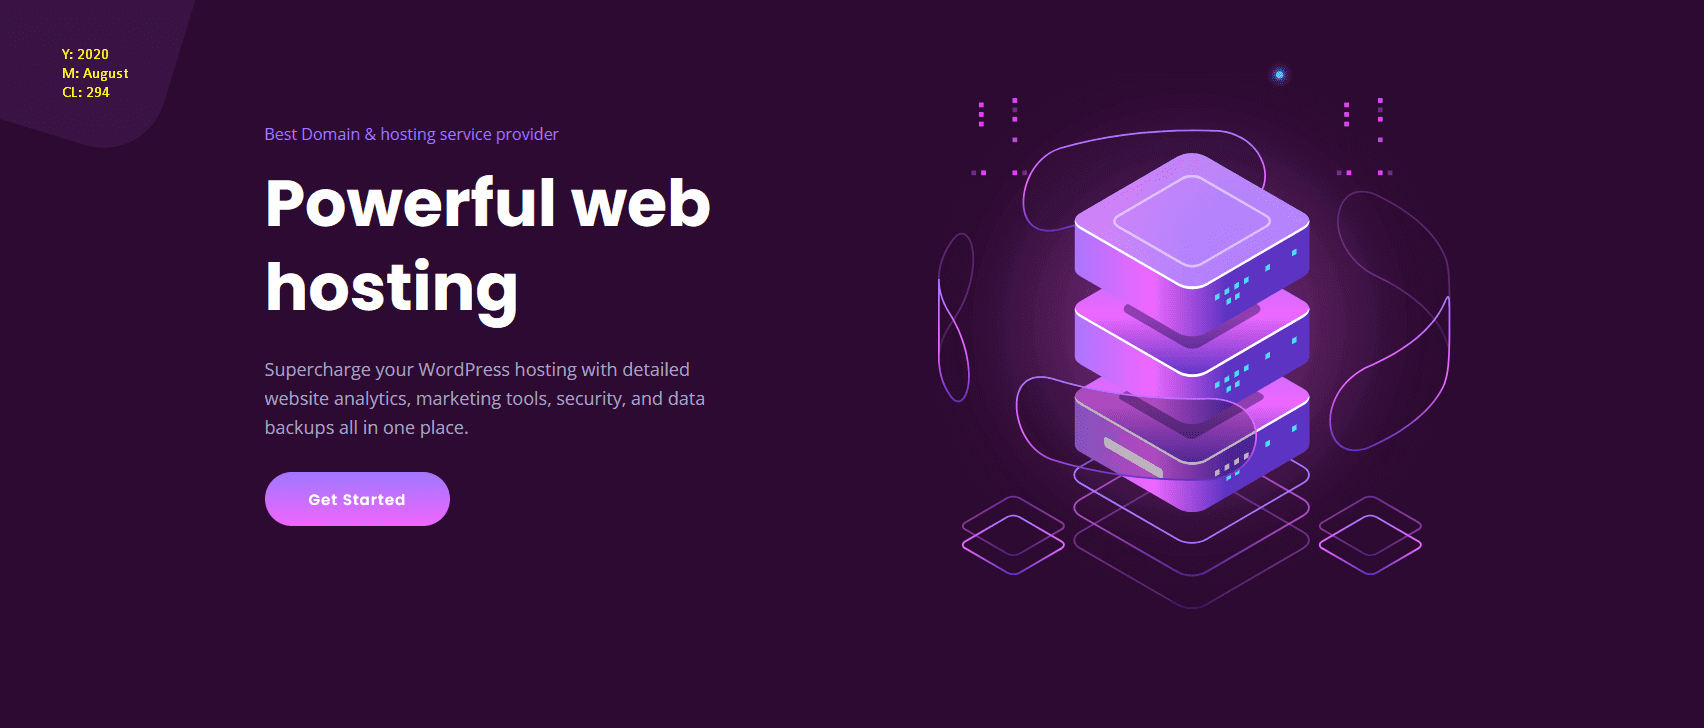 Y: 2020
M: August
CL: 294
Best Domain & hosting service provider
Powerful web
hosting
Supercharge your WordPress hosting with detailed
website analytics, marketing tools, security, and data
backups all in one place.
Get Started